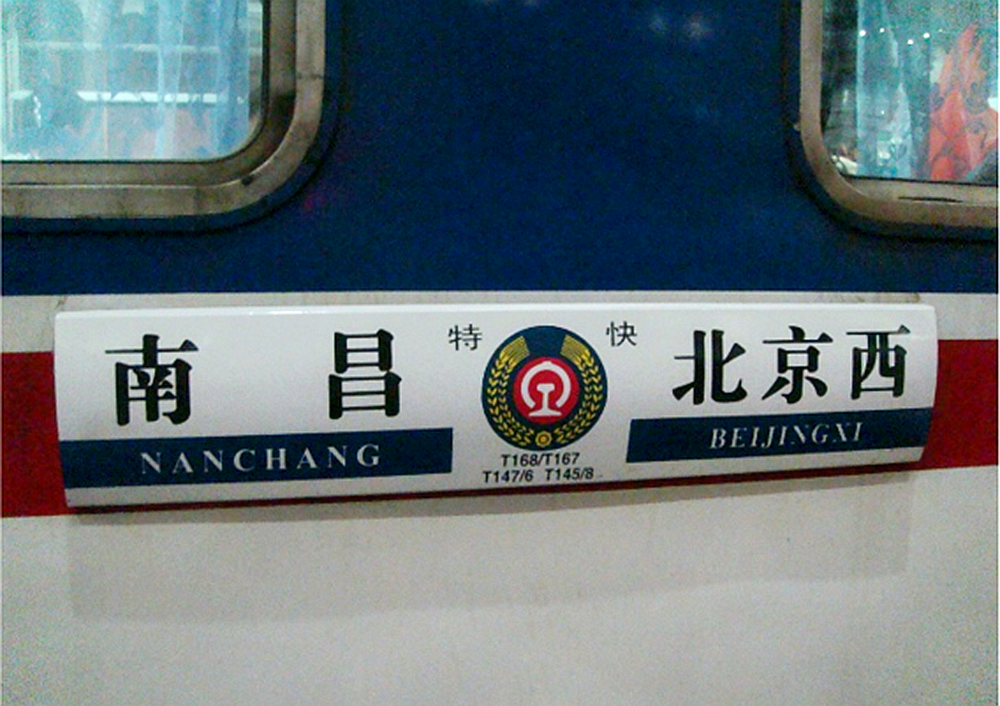 南昌 特 快 北京西
NANCHANG BEIJINGXI
T168/T167
T147/6 T145/8